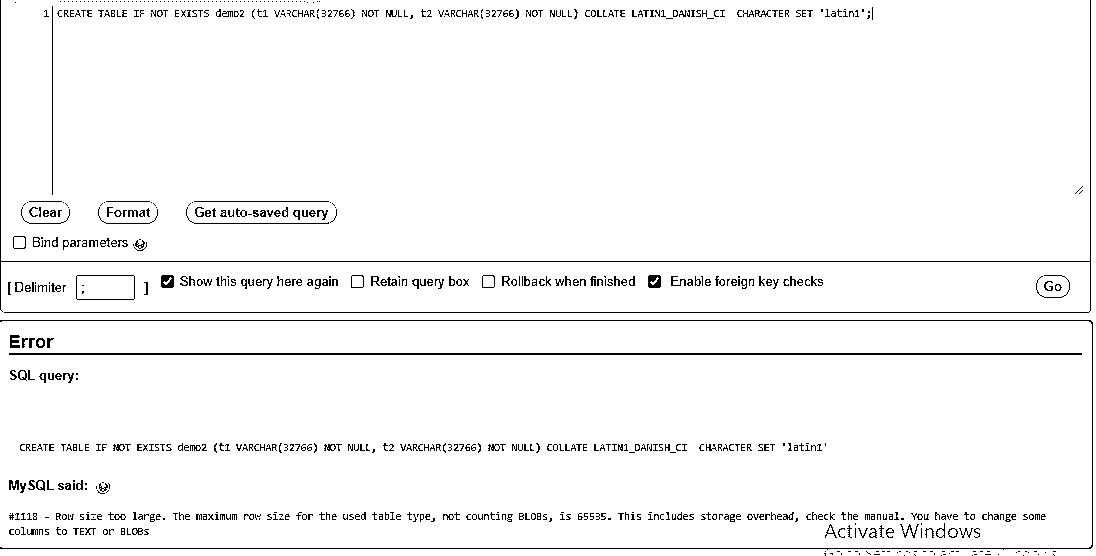 1 CREATE TABLE IF NOT EXISTS demo2 (t1 VARCHAR(32766) NOT NULL, t2 VARCHAR(32766) NOT NULL) COLLATE LATIN1_DANISH_CI CHARACTER SET 'latin1';
Clear Format Get auto-saved query
Bind parameters
[ Delimiter ; ] Show this query here again Retain query box Rollback when finished Enable foreign key checks Go
Error
SQL query:
CREATE TABLE IF NOT EXISTS demo2 (t1 VARCHAR(32766) NOT NULL, t2 VARCHAR(32766) NOT NULL) COLLATE LATIN1_DANISH_CI CHARACTER SET 'latin1'
MySQL said:
#1118 - Row size too large. The maximum row size for the used table type, not counting BLOBs, is 65535. This includes storage overhead, check the manual. You have to change some
columns to TEXT or BLOBs
Activate Windows